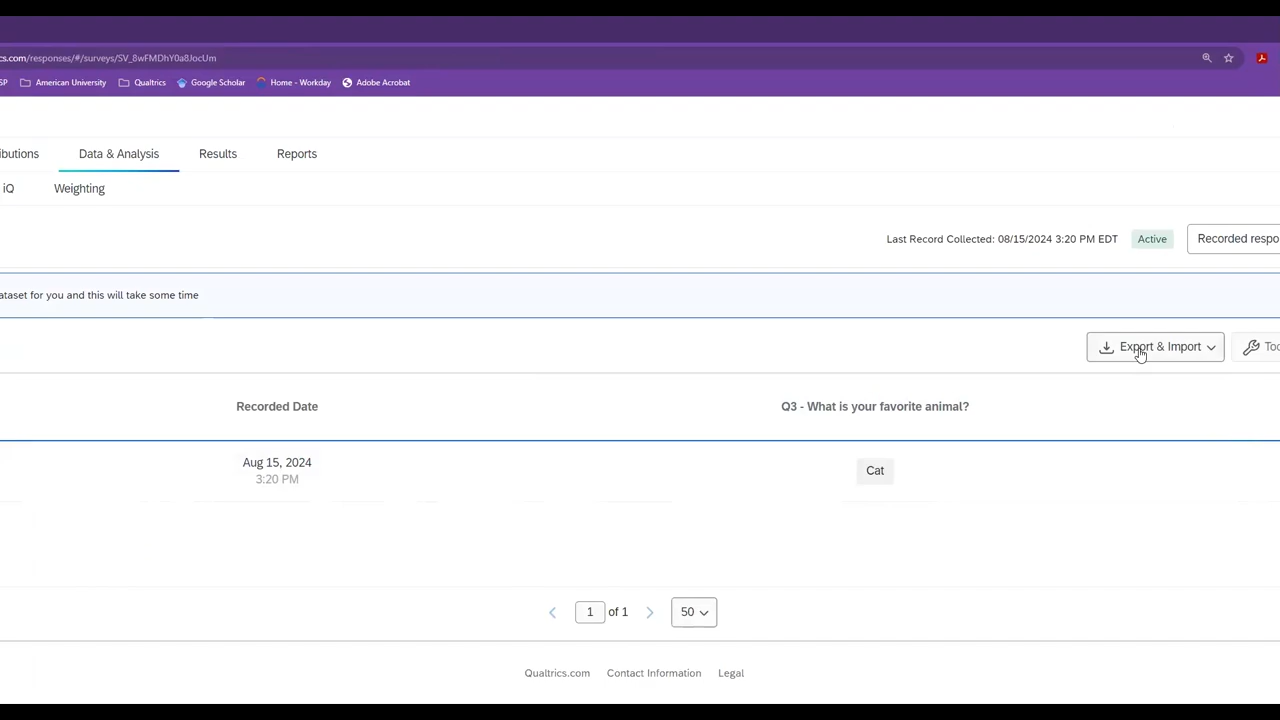 cs.com/responses/#/surveys/SV_8wFMDhY0a8JocUm
SP American University Qualtrics Google Scholar Home - Workday Adobe Acrobat
ibutions Data & Analysis Results Reports
iQ Weighting
Last Record Collected: 08/15/2024 3:20 PM EDT Active Recorded respo
ataset for you and this will take some time
Export & Import Too
Recorded Date Q3 - What is your favorite animal?
Aug 15, 2024
3:20 PM
Cat
1 of 1 50
Qualtrics.com Contact Information Legal